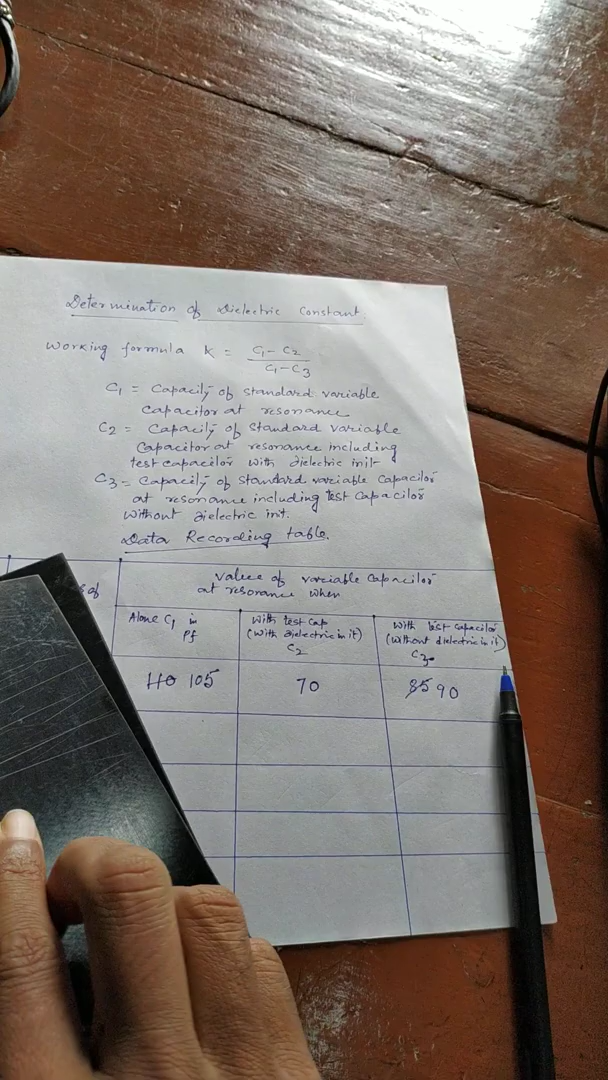 Determination of Dielectric Constant.
Working formula K = C1 - C2 / C1 - C3
C1 = Capacity of standard variable
Capacitor at resonance
C2 = Capacity of standard variable
Capacitor at resonance including
test capacitor with dielectric init
C3 = Capacity of standard variable Capacitor
at resonance including test Capacitor
without dielectric init.
Data Recording table.
of
value of variable Capacitor
at resonance when
Alone C1 in
Pf
With test Cap
(With dielectric in it)
C2
With test Capacitor
(Without dielectric in it)
C3
110 105
70
85 90